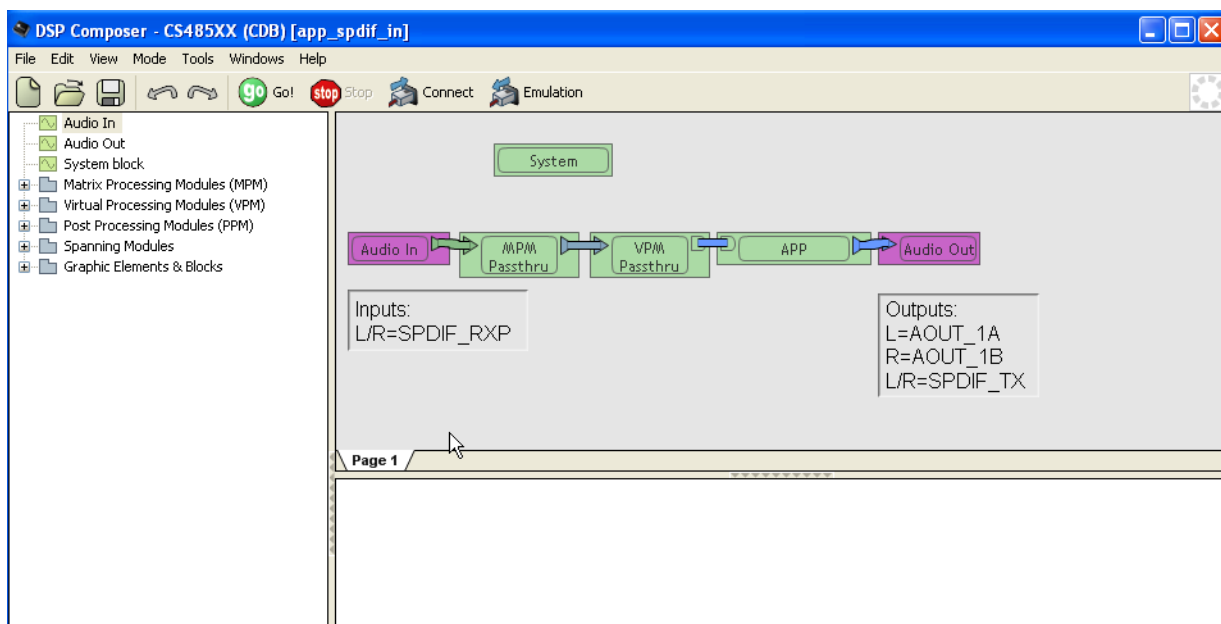 DSP Composer - CS485XX (CDB) [app_spdif_in]
File Edit View Mode Tools Windows Help
go Go! stop Stop Connect Emulation
Audio In
Audio Out
System block
Matrix Processing Modules (MPM)
Virtual Processing Modules (VPM)
Post Processing Modules (PPM)
Spanning Modules
Graphic Elements & Blocks
System
Audio In
MPM
Passthru
VPM
Passthru
APP
Audio Out
Inputs:
L/R=SPDIF_RXP
Outputs:
L=AOUT_1A
R=AOUT_1B
L/R=SPDIF_TX
Page 1